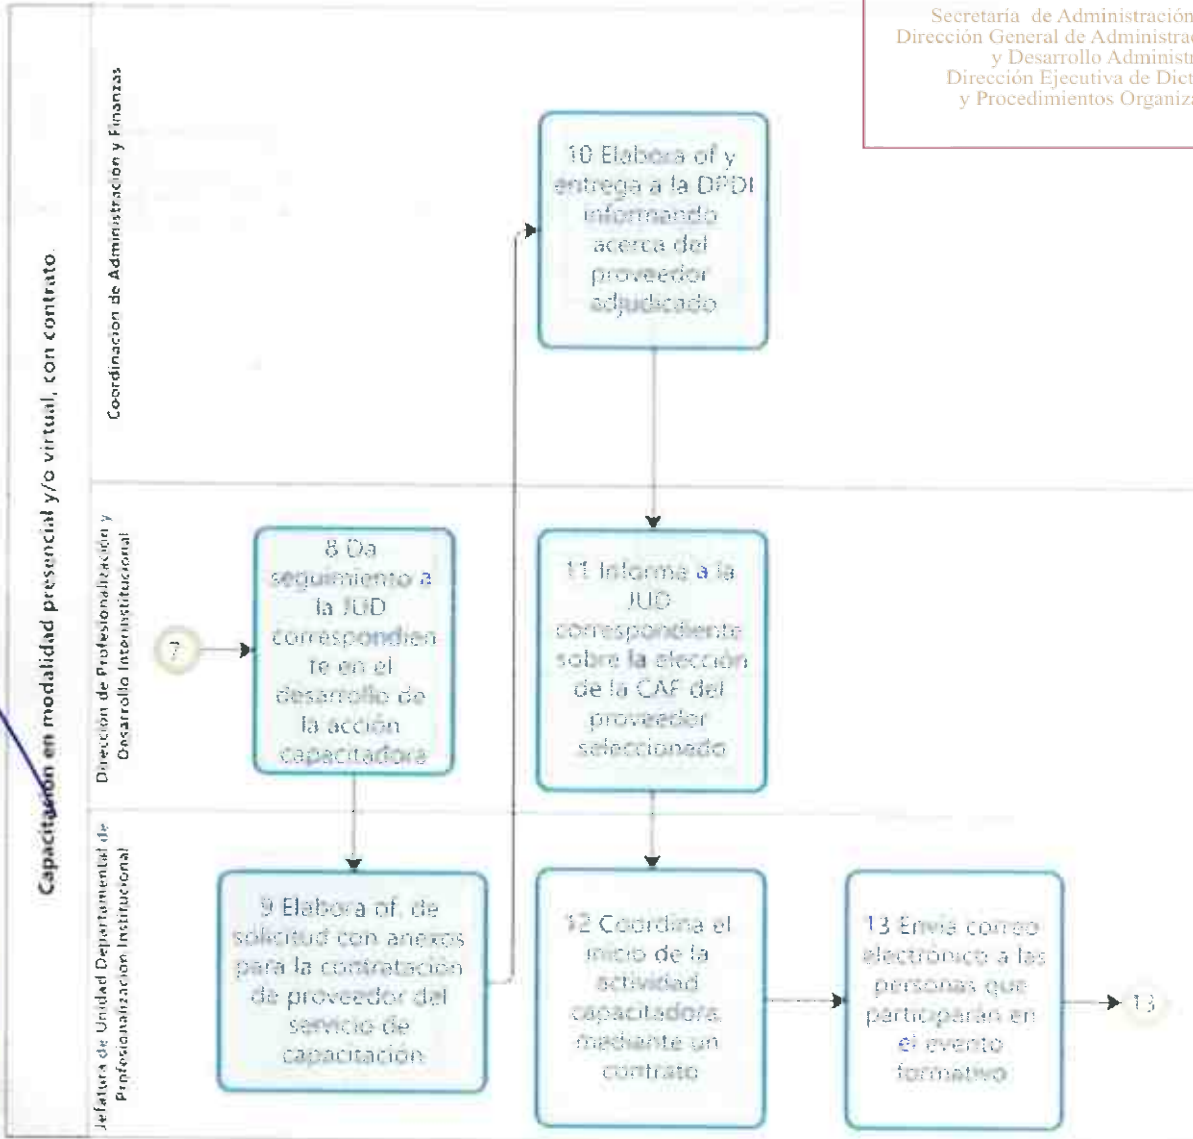 Secretaría de Administración
Dirección General de Administrac
y Desarrollo Administr
Dirección Ejecutiva de Dict
y Procedimientos Organiza
Capacitación en modalidad presencial y/o virtual, con contrato.
Coordinación de Administración y Finanzas
10 Elabora of y
entrega a la DPDI
informando
acerca del
proveedor
adjudicado
Dirección de Profesionalización y
Desarrollo Interinstitucional
7
8 Da
seguimiento a
la JUD
correspondien
te en el
desarrollo de
la acción
capacitadora
11 Informa a la
JUD
correspondiente
sobre la elección
de la CAF del
proveedor
seleccionado
Jefatura de Unidad Departamental de
Profesionalización Institucional
9 Elabora of. de
solicitud con anexos
para la contratación
de proveedor del
servicio de
capacitación
12 Coordina el
inicio de la
actividad
capacitadora,
mediante un
contrato
13 Envía correo
electrónico a las
personas que
participarán en
el evento
formativo
13